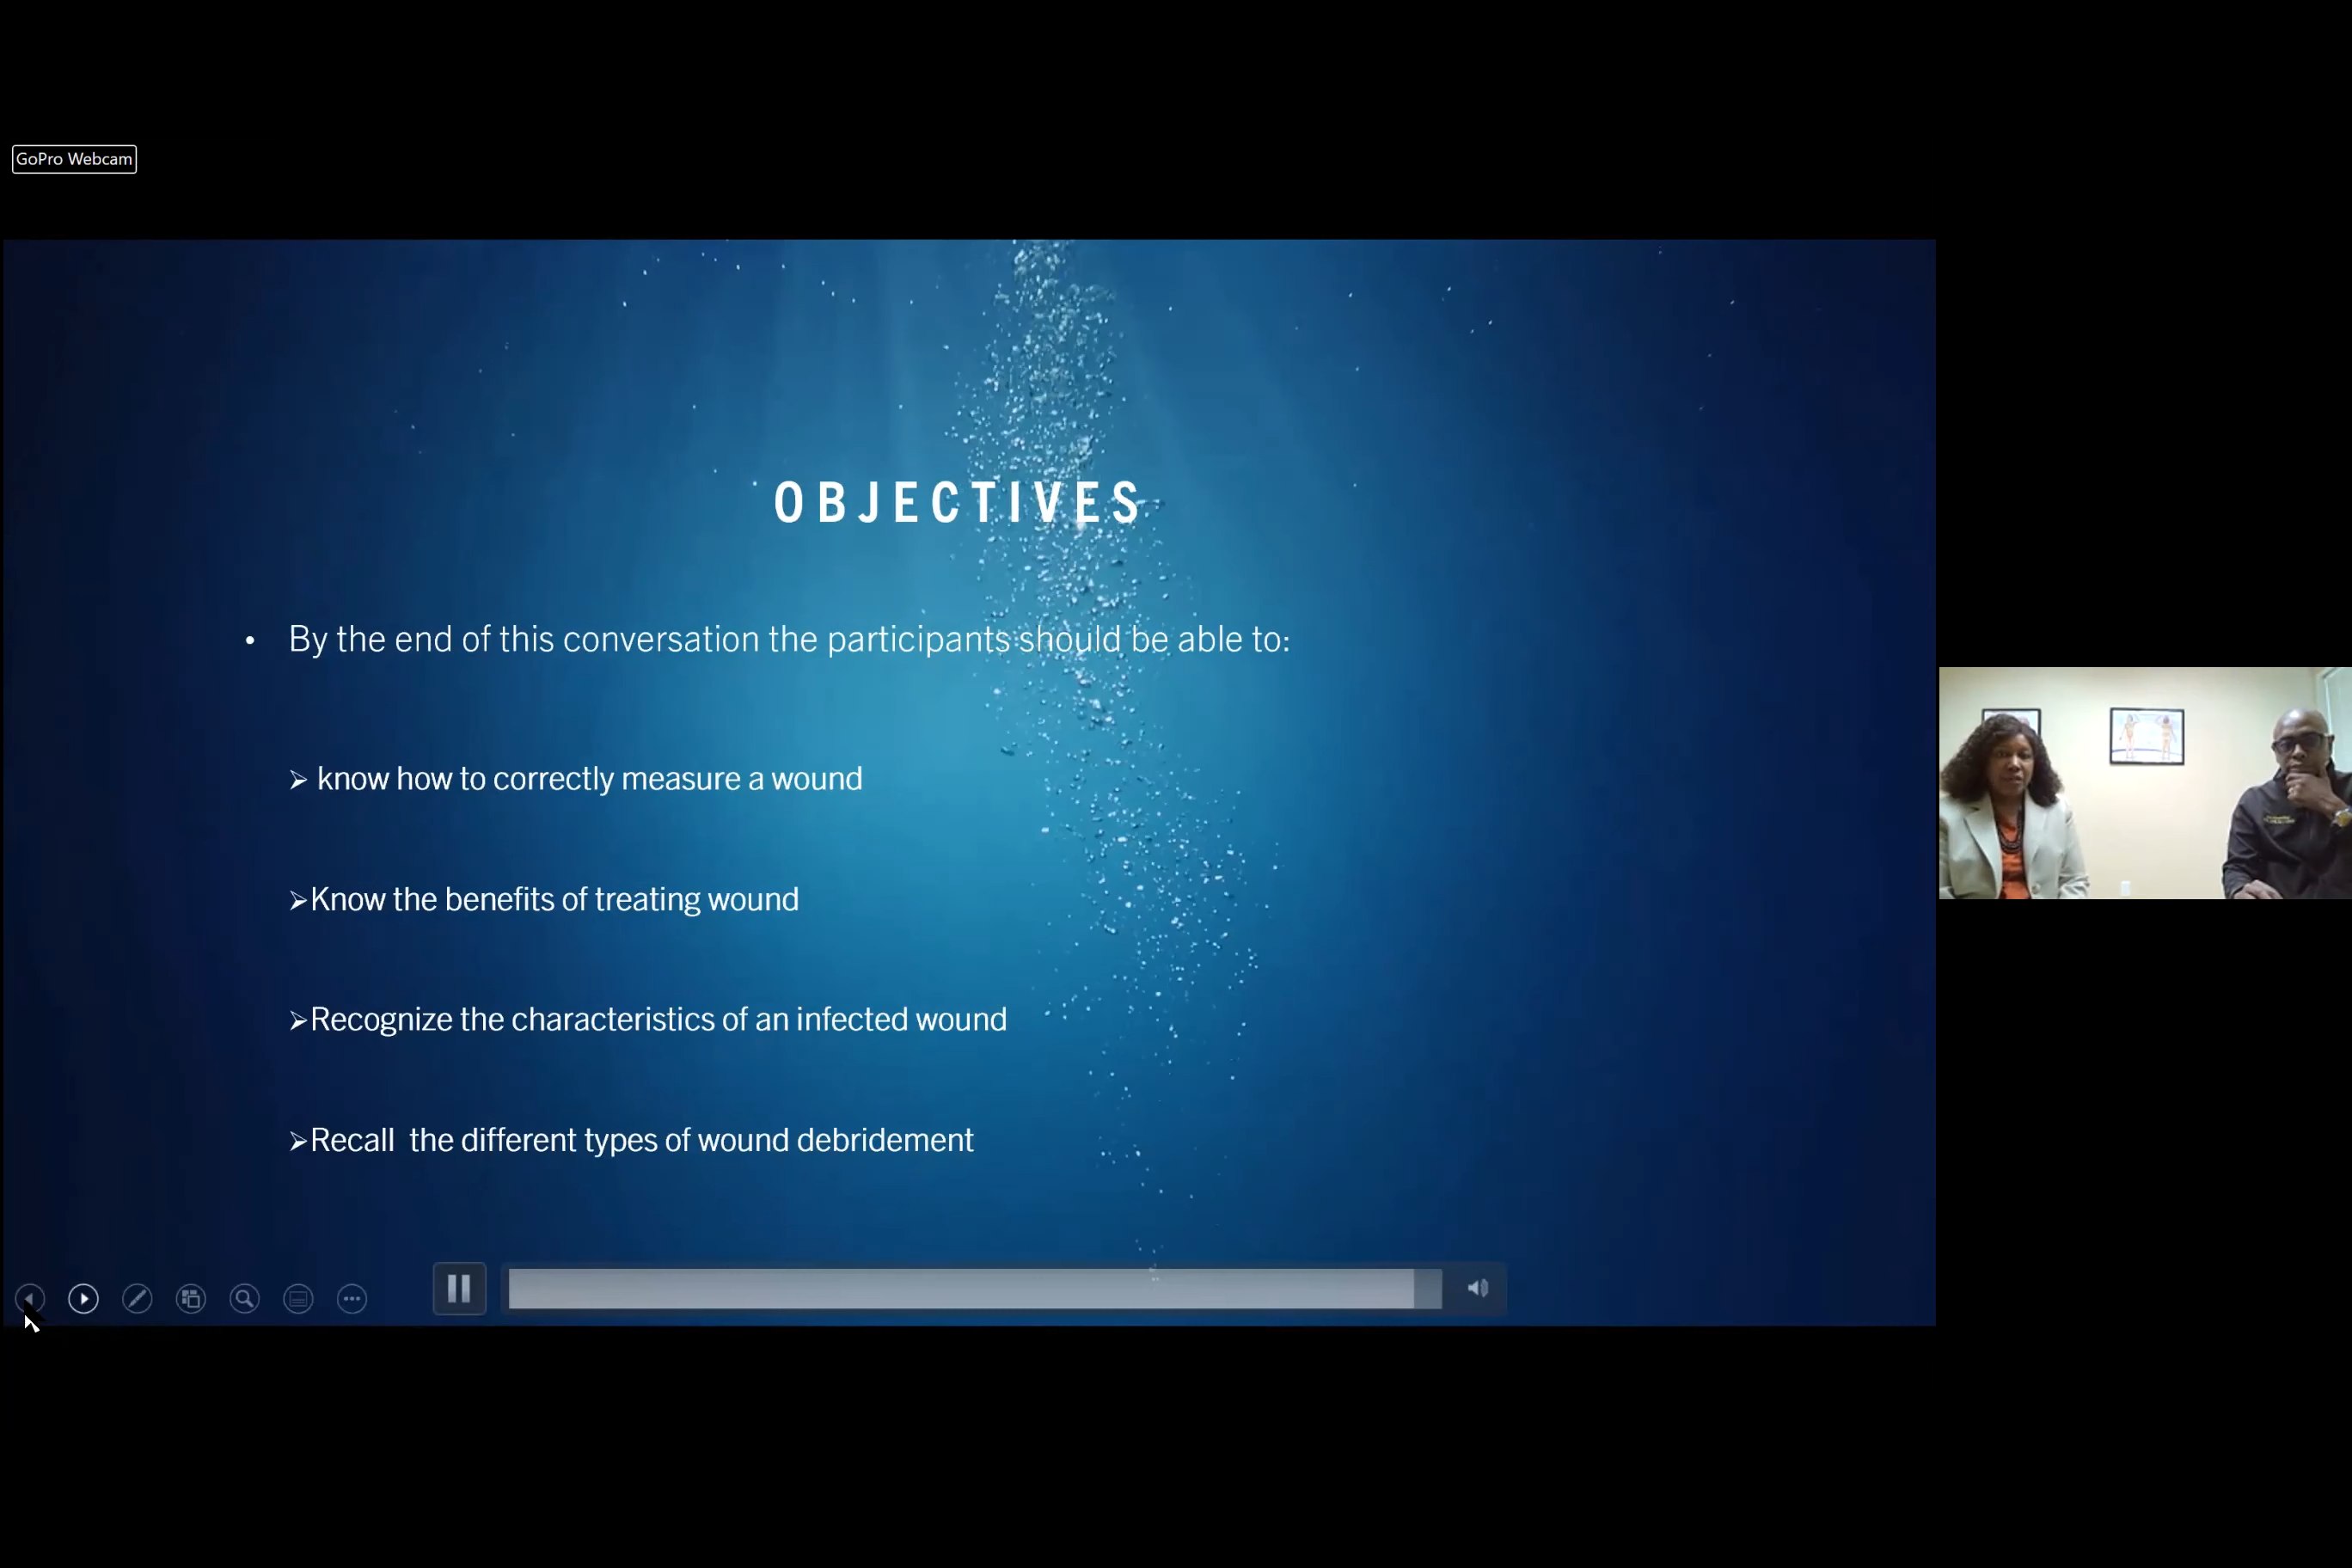 GoPro Webcam
OBJECTIVES
• By the end of this conversation the participants should be able to:
➢ know how to correctly measure a wound
➢Know the benefits of treating wound
➢Recognize the characteristics of an infected wound
➢Recall the different types of wound debridement